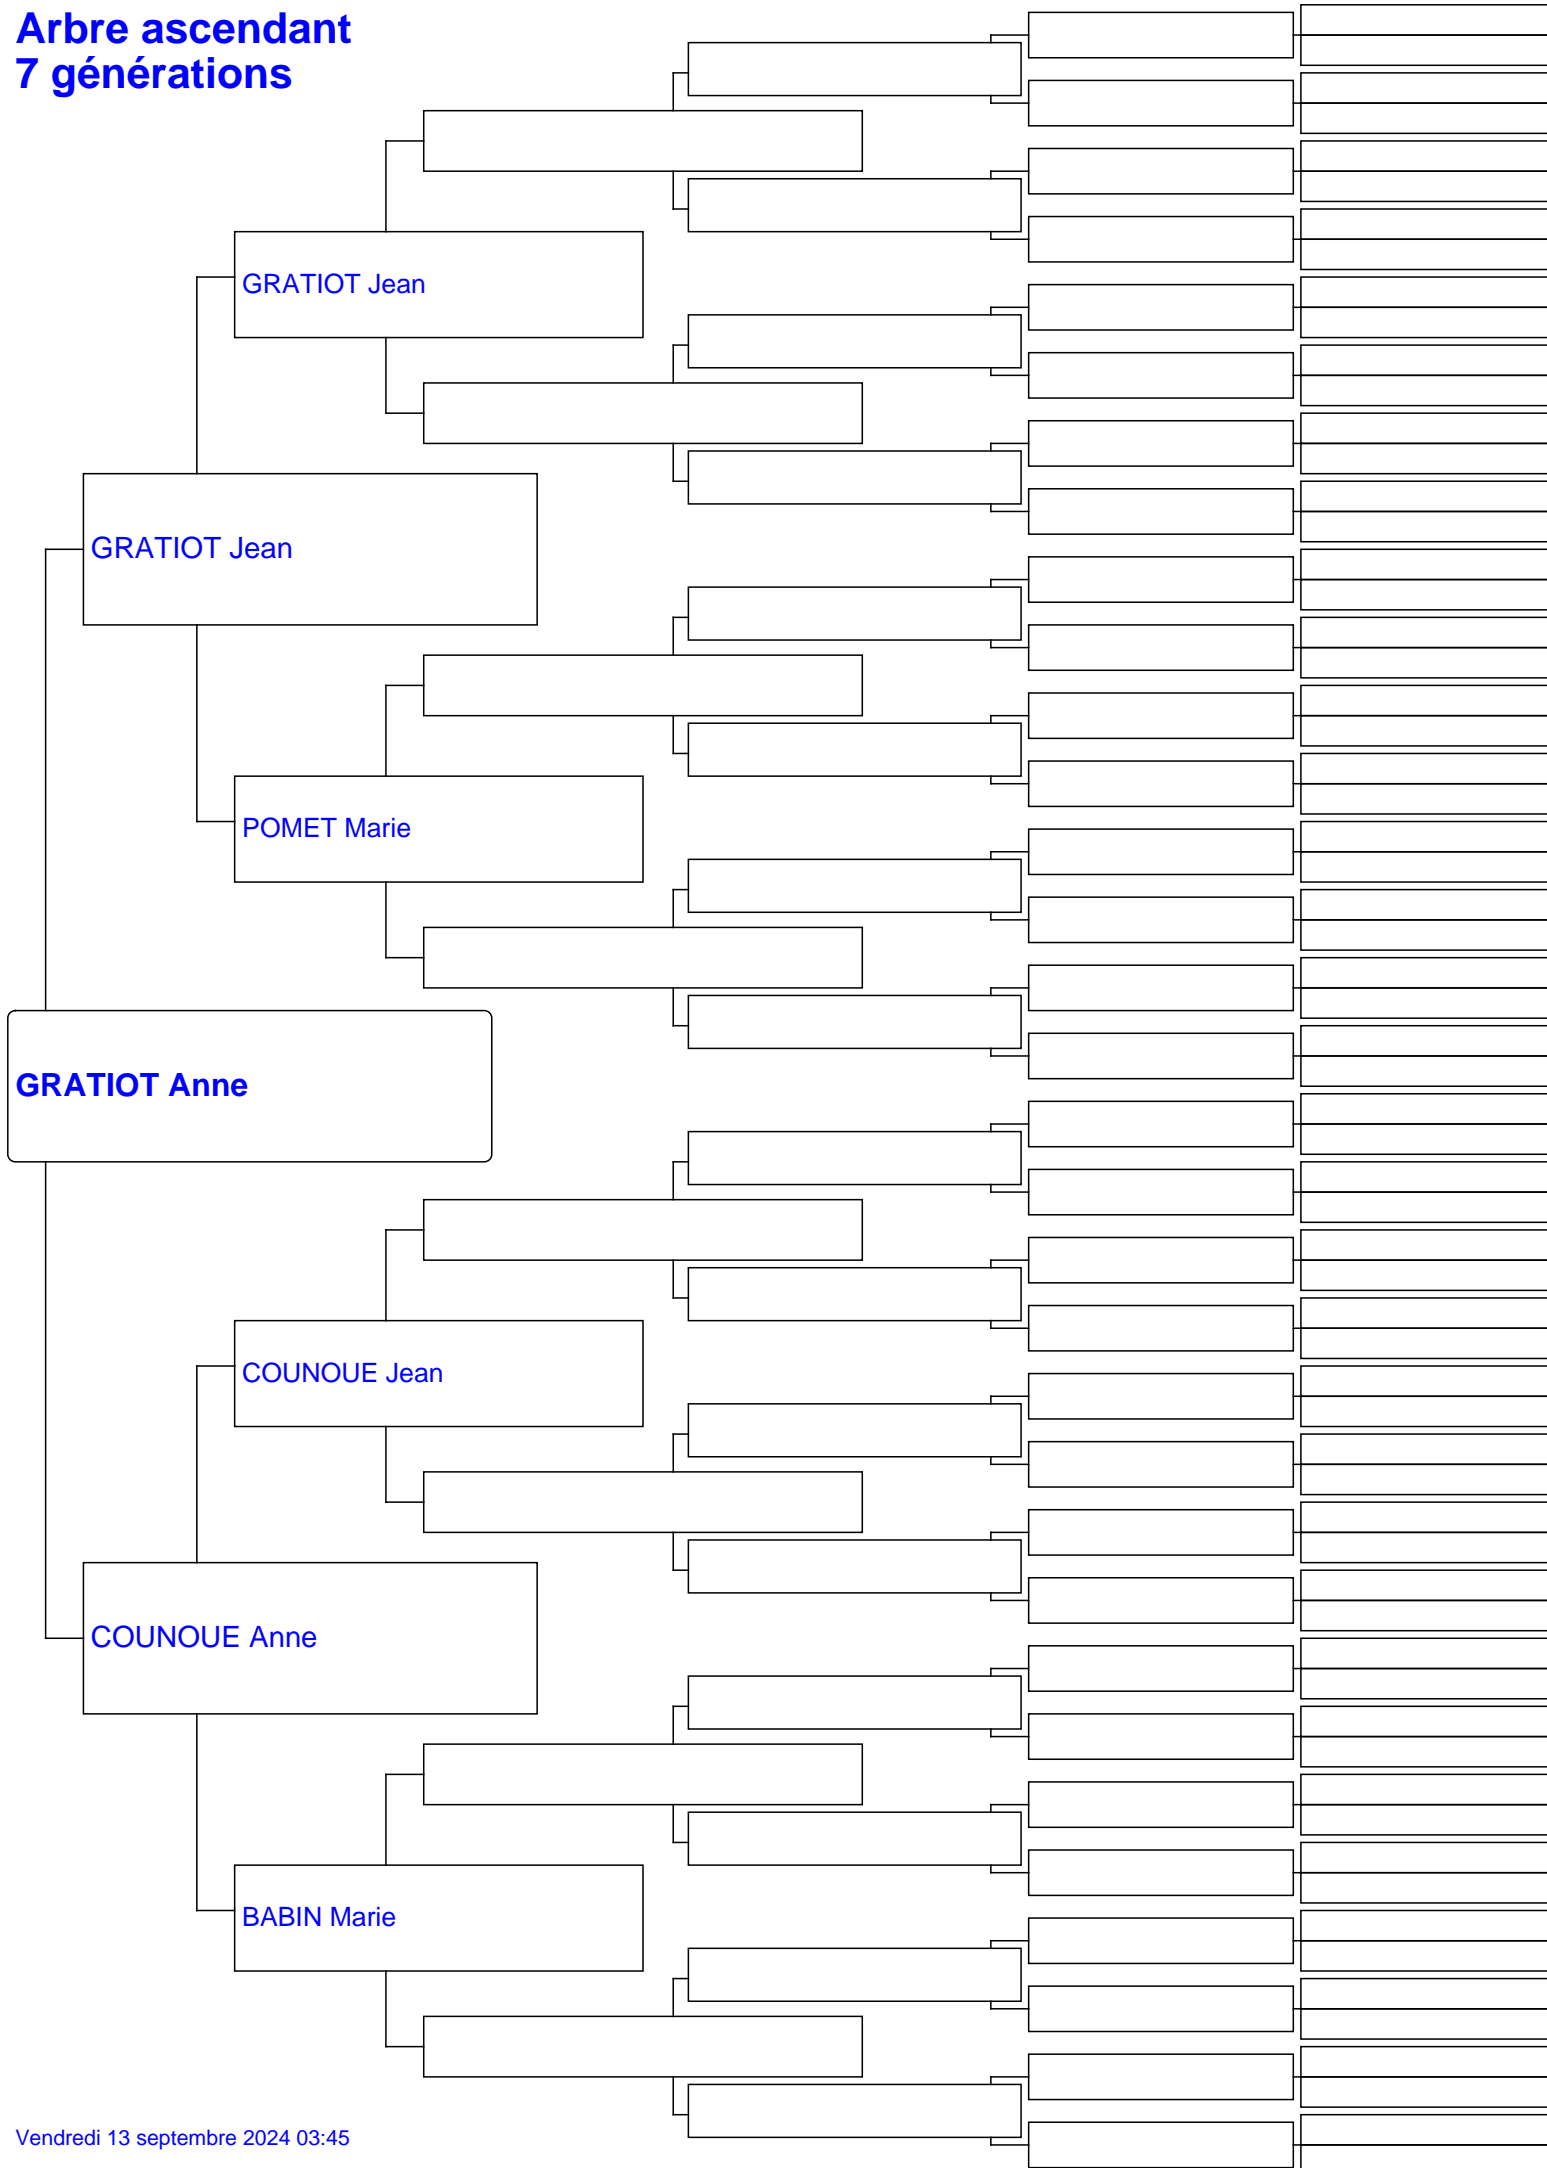 Arbre ascendant
7 générations
GRATIOT Jean
GRATIOT Jean
POMET Marie
GRATIOT Anne
COUNOUE Jean
COUNOUE Anne
BABIN Marie
Vendredi 13 septembre 2024 03:45